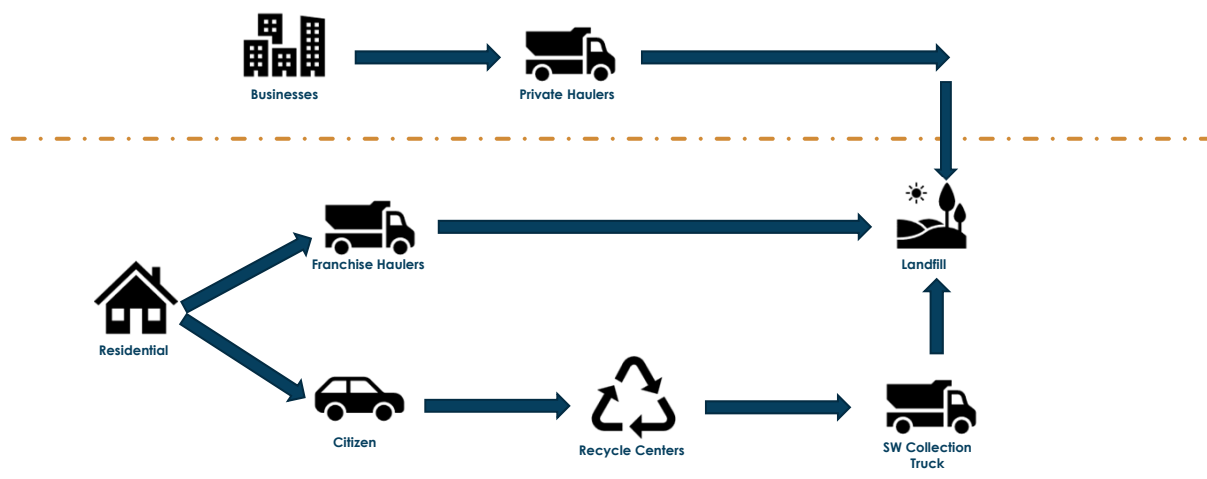 Businesses
Private Haulers
Franchise Haulers
Landfill
Residential
Citizen
Recycle Centers
SW Collection
Truck